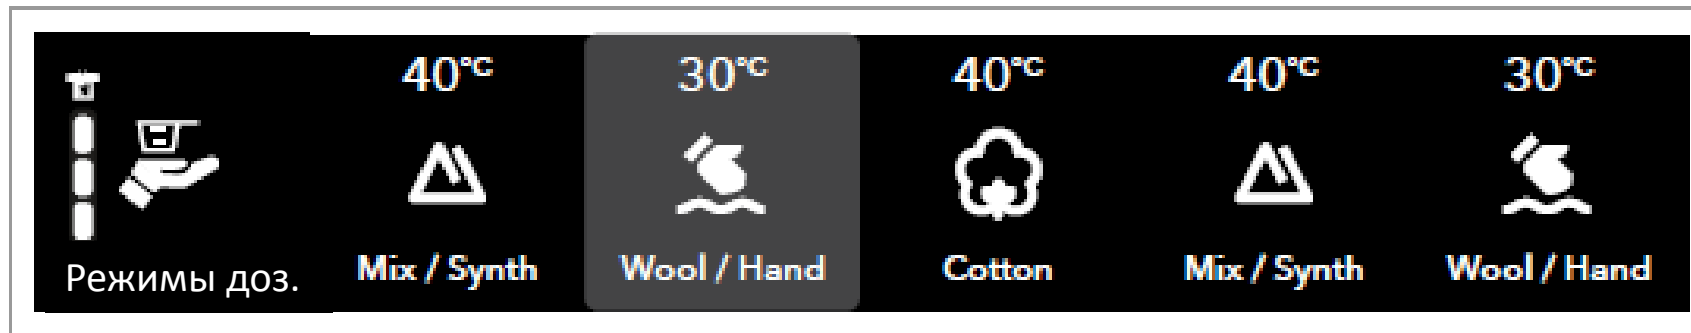 40°C 30°C 40°C 40°C 30°C
Режимы доз. Mix / Synth Wool / Hand Cotton Mix / Synth Wool / Hand